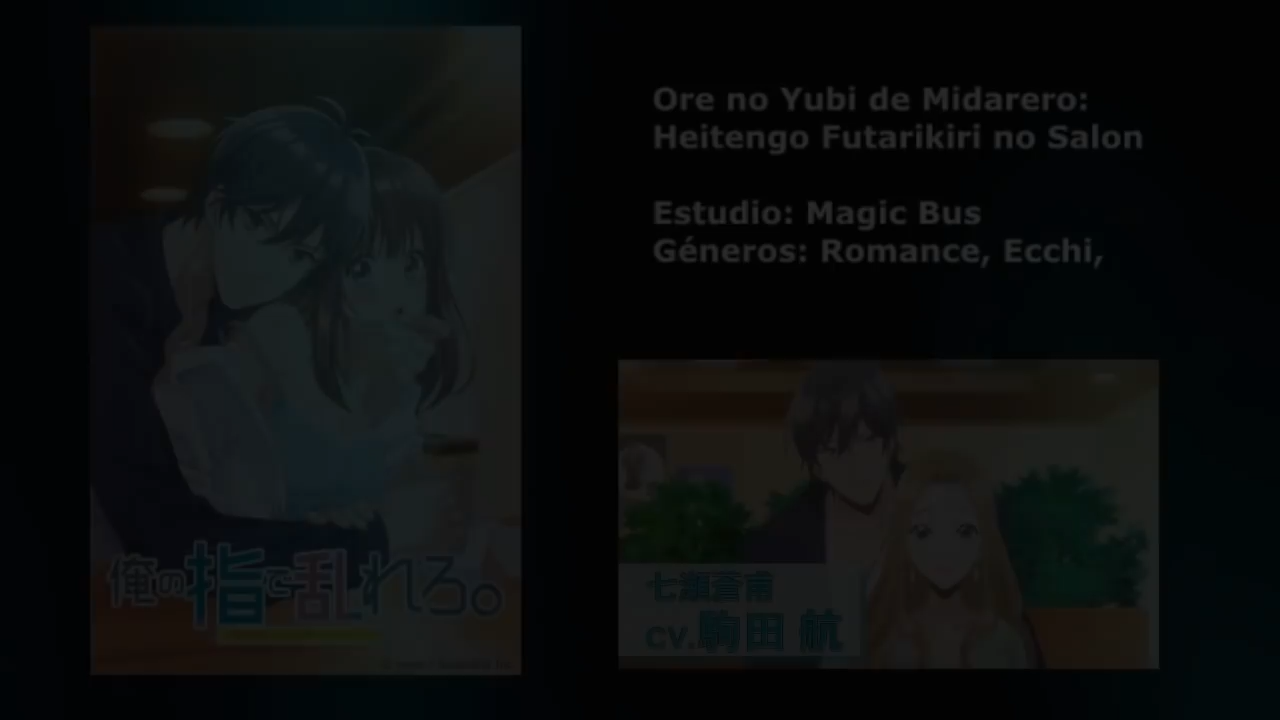 Ore no Yubi de Midarero:
Heitengo Futarikiri no Salon
Estudio: Magic Bus
Géneros: Romance, Ecchi,
俺の指で乱れろ。
七瀬蒼甫
CV.駒田 航